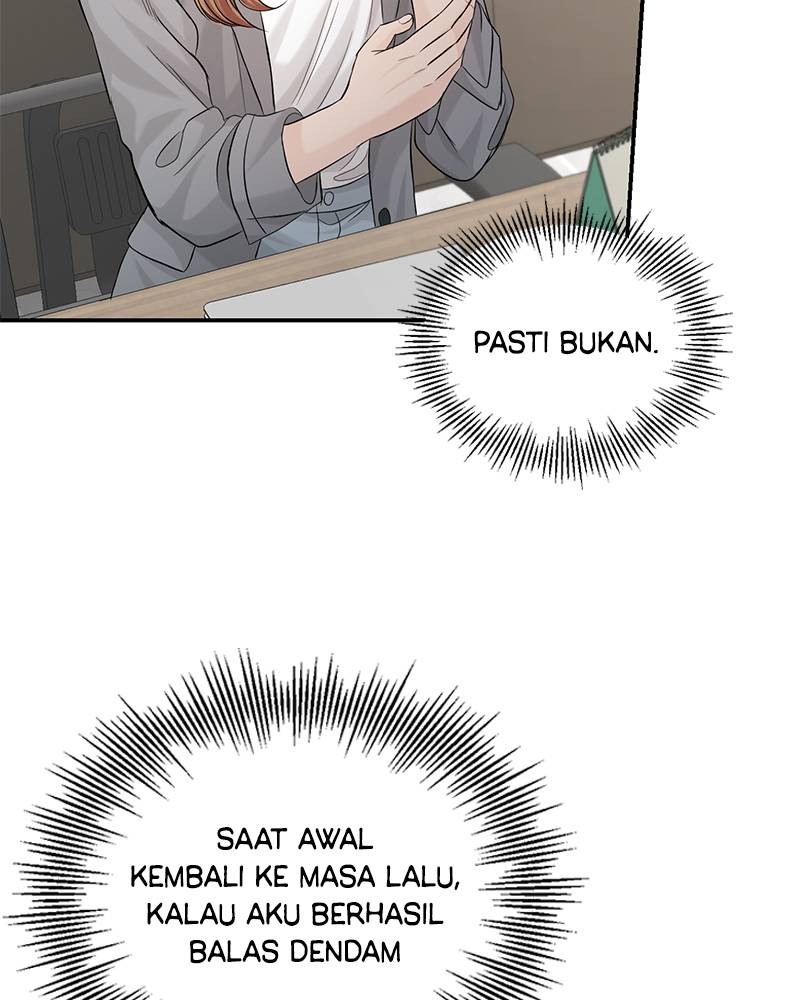 PASTI BUKAN.
SAAT AWAL
KEMBALI KE MASA LALU,
KALAU AKU BERHASIL
BALAS DENDAM